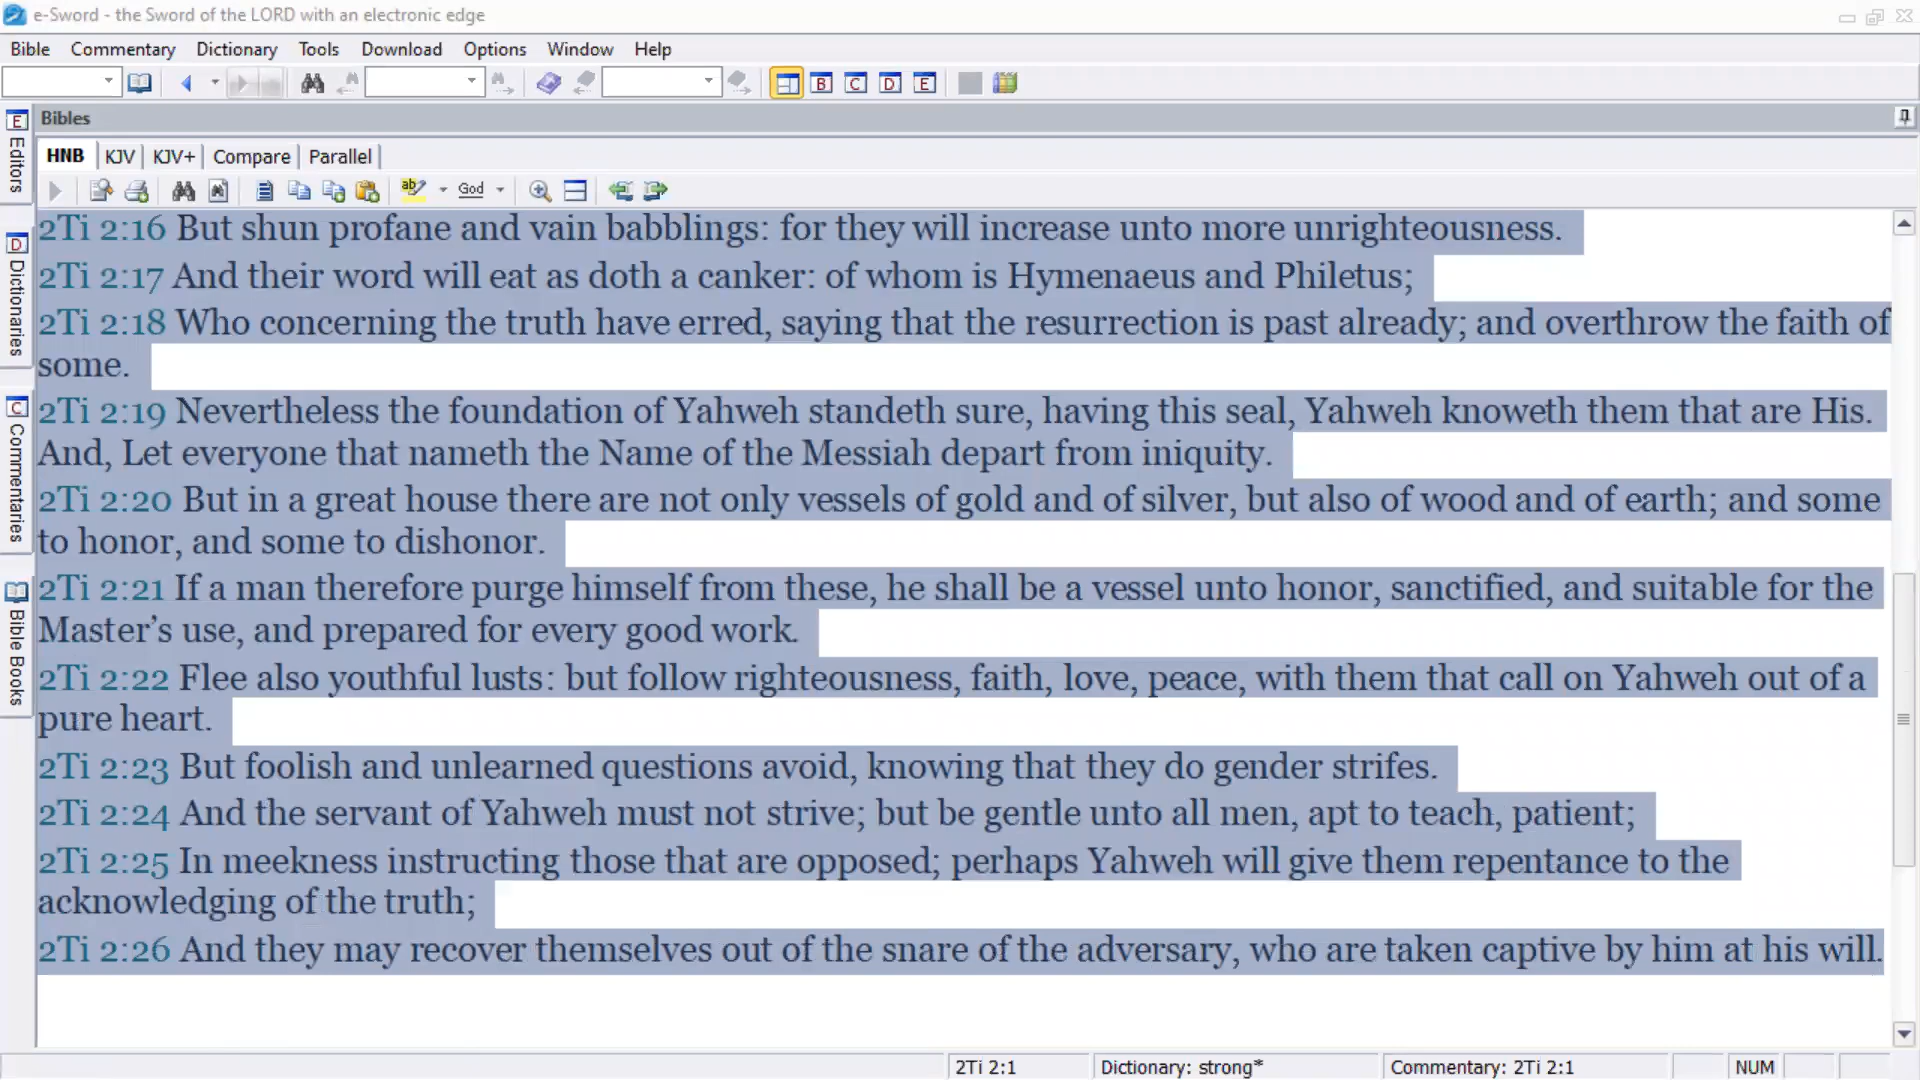 e-Sword - the Sword of the LORD with an electronic edge
Bible Commentary Dictionary Tools Download Options Window Help
B C D E
Bibles
HNB KJV KJV+ Compare Parallel
ab God
E Editors
D Dictionaries
C Commentaries
Bible Books
2Ti 2:16 But shun profane and vain babblings: for they will increase unto more unrighteousness.
2Ti 2:17 And their word will eat as doth a canker: of whom is Hymenaeus and Philetus;
2Ti 2:18 Who concerning the truth have erred, saying that the resurrection is past already; and overthrow the faith of
some.
2Ti 2:19 Nevertheless the foundation of Yahweh standeth sure, having this seal, Yahweh knoweth them that are His.
And, Let everyone that nameth the Name of the Messiah depart from iniquity.
2Ti 2:20 But in a great house there are not only vessels of gold and of silver, but also of wood and of earth; and some
to honor, and some to dishonor.
2Ti 2:21 If a man therefore purge himself from these, he shall be a vessel unto honor, sanctified, and suitable for the
Master’s use, and prepared for every good work.
2Ti 2:22 Flee also youthful lusts: but follow righteousness, faith, love, peace, with them that call on Yahweh out of a
pure heart.
2Ti 2:23 But foolish and unlearned questions avoid, knowing that they do gender strifes.
2Ti 2:24 And the servant of Yahweh must not strive; but be gentle unto all men, apt to teach, patient;
2Ti 2:25 In meekness instructing those that are opposed; perhaps Yahweh will give them repentance to the
acknowledging of the truth;
2Ti 2:26 And they may recover themselves out of the snare of the adversary, who are taken captive by him at his will.
2Ti 2:1 Dictionary: strong* Commentary: 2Ti 2:1 NUM